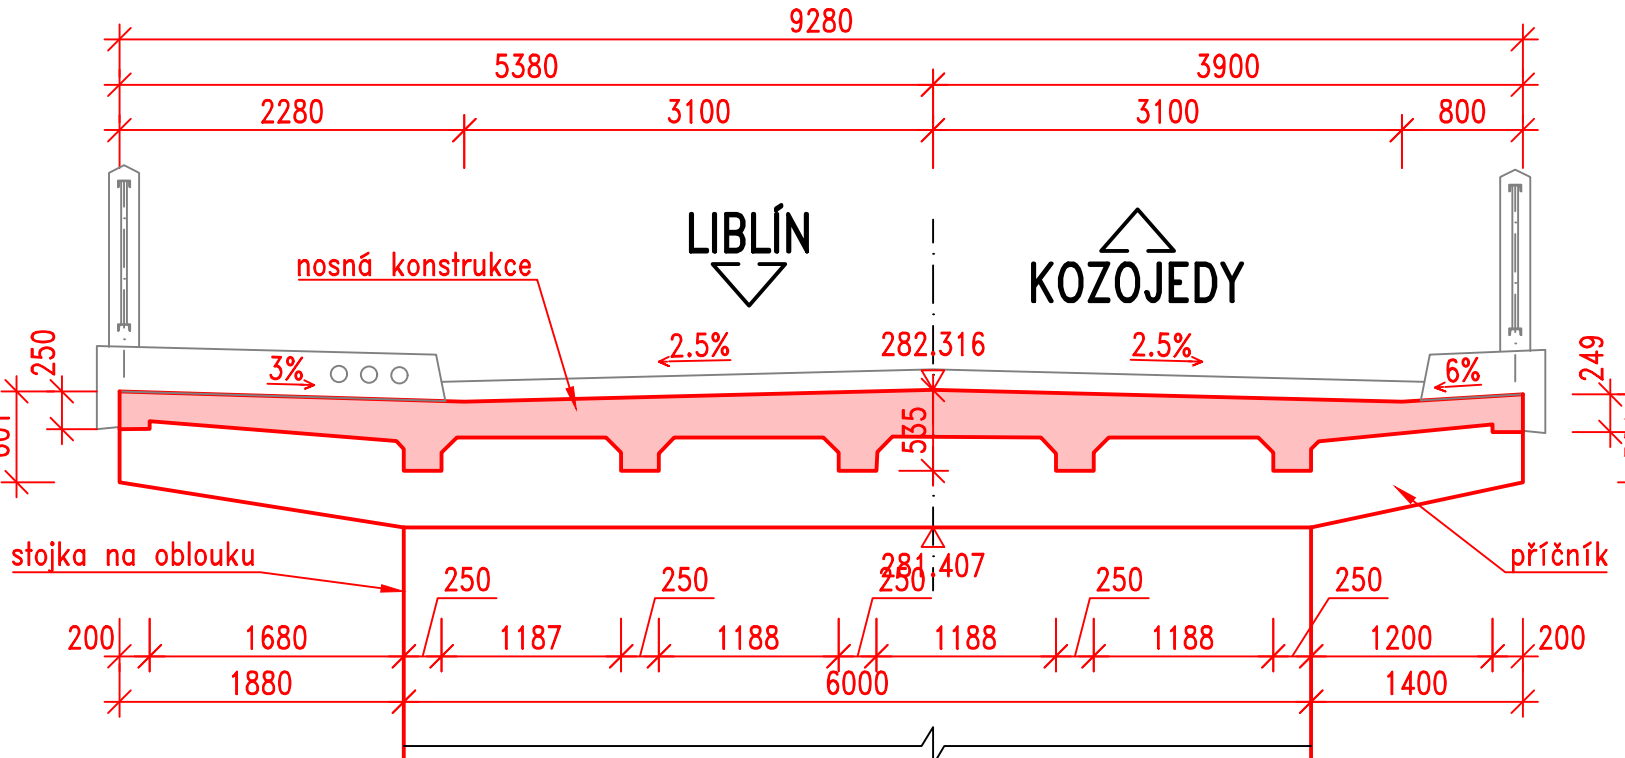 9280
5380 3900
2280 3100 3100 800
LIBLÍN
KOZOJEDY
nosná konstrukce
250 2.5% 282.316 2.5% 249
3% 6%
535
stojka na oblouku 281.407 příčník
250 250 250 250 250
200 1680 1187 1188 1188 1188 1200 200
1880 6000 1400